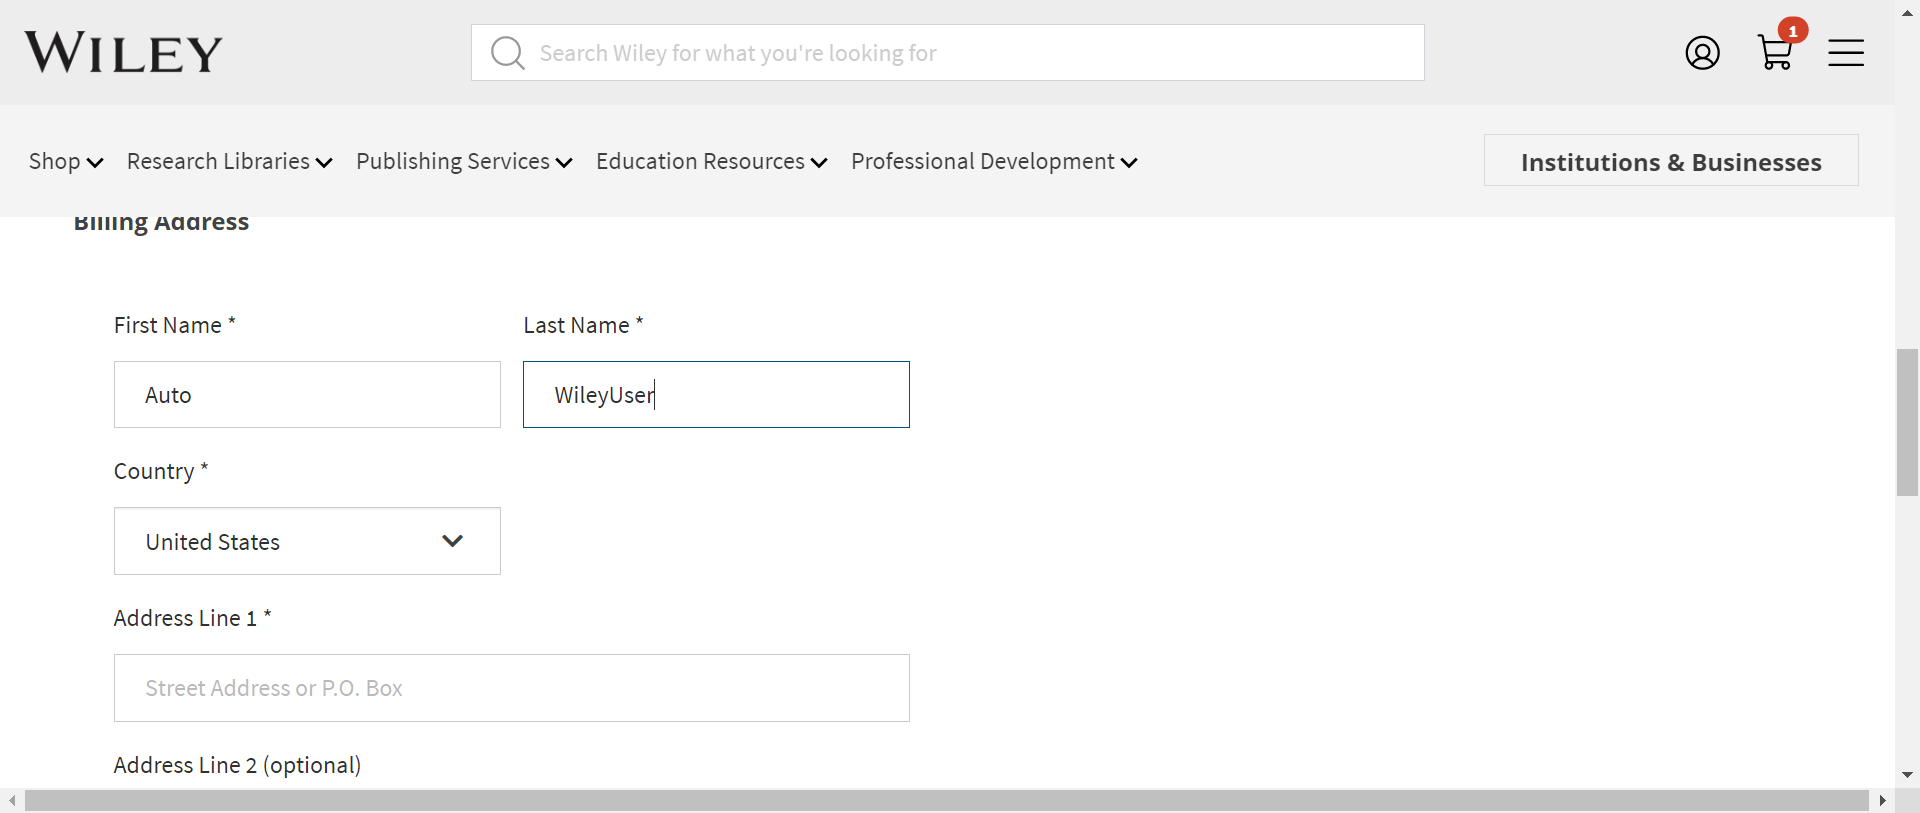 WILEY
Search Wiley for what you're looking for
1
Shop Research Libraries Publishing Services Education Resources Professional Development Institutions & Businesses
Billing Address
First Name * Last Name *
Auto WileyUser
Country *
United States
Address Line 1 *
Street Address or P.O. Box
Address Line 2 (optional)